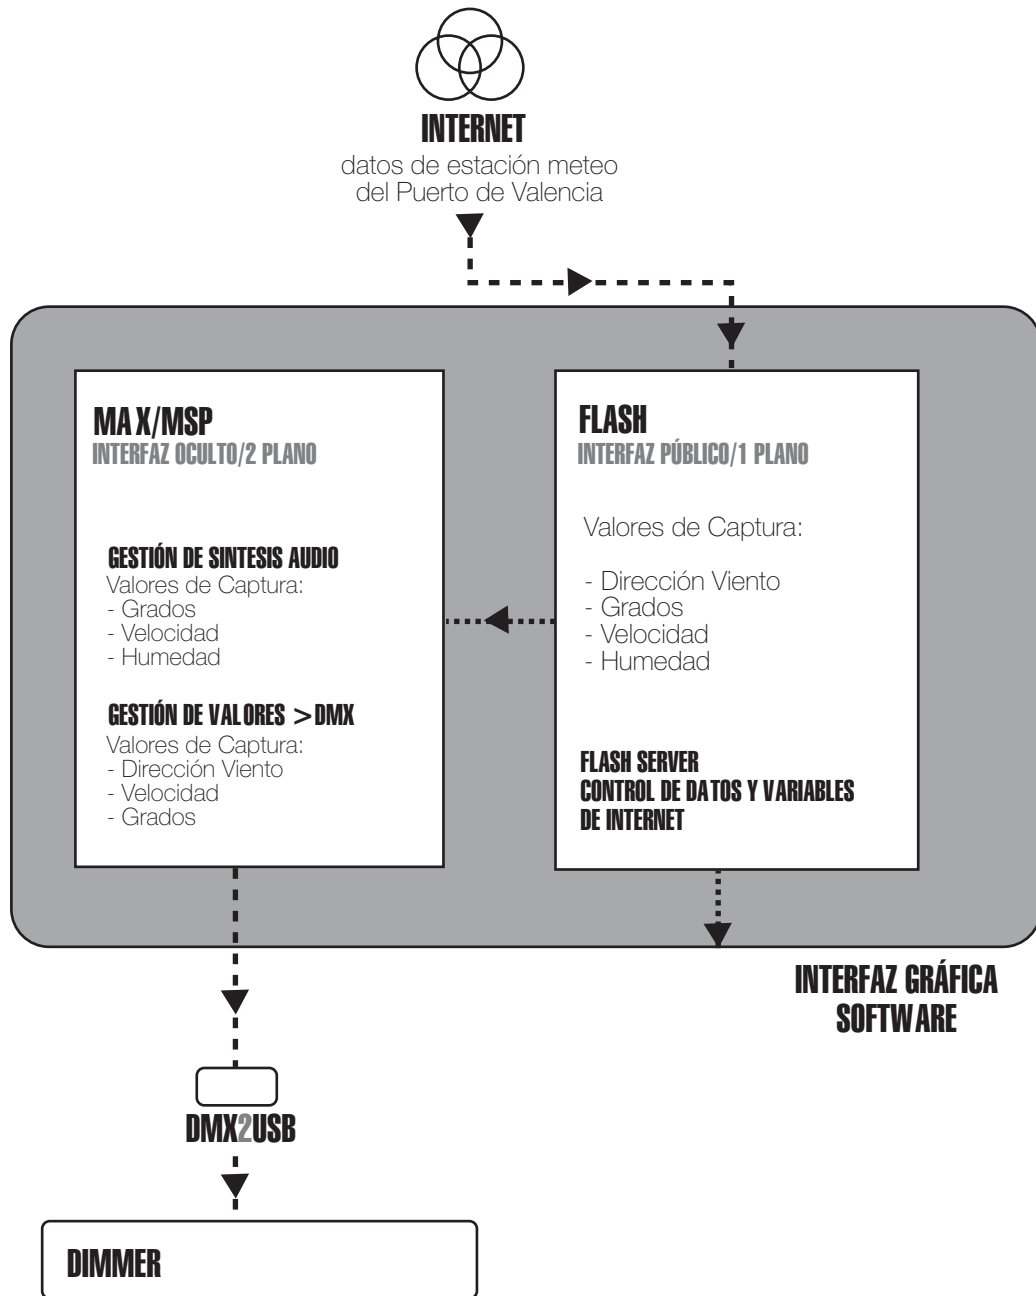 INTERNET
datos de estación meteo
del Puerto de Valencia
MAX/MSP
INTERFAZ OCULTO/2 PLANO
GESTIÓN DE SINTESIS AUDIO
Valores de Captura:
- Grados
- Velocidad
- Humedad
GESTIÓN DE VALORES >DMX
Valores de Captura:
- Dirección Viento
- Velocidad
- Grados
FLASH
INTERFAZ PÚBLICO/1 PLANO
Valores de Captura:
- Dirección Viento
- Grados
- Velocidad
- Humedad
FLASH SERVER
CONTROL DE DATOS Y VARIABLES
DE INTERNET
INTERFAZ GRÁFICA
SOFTWARE
DMX2USB
DIMMER